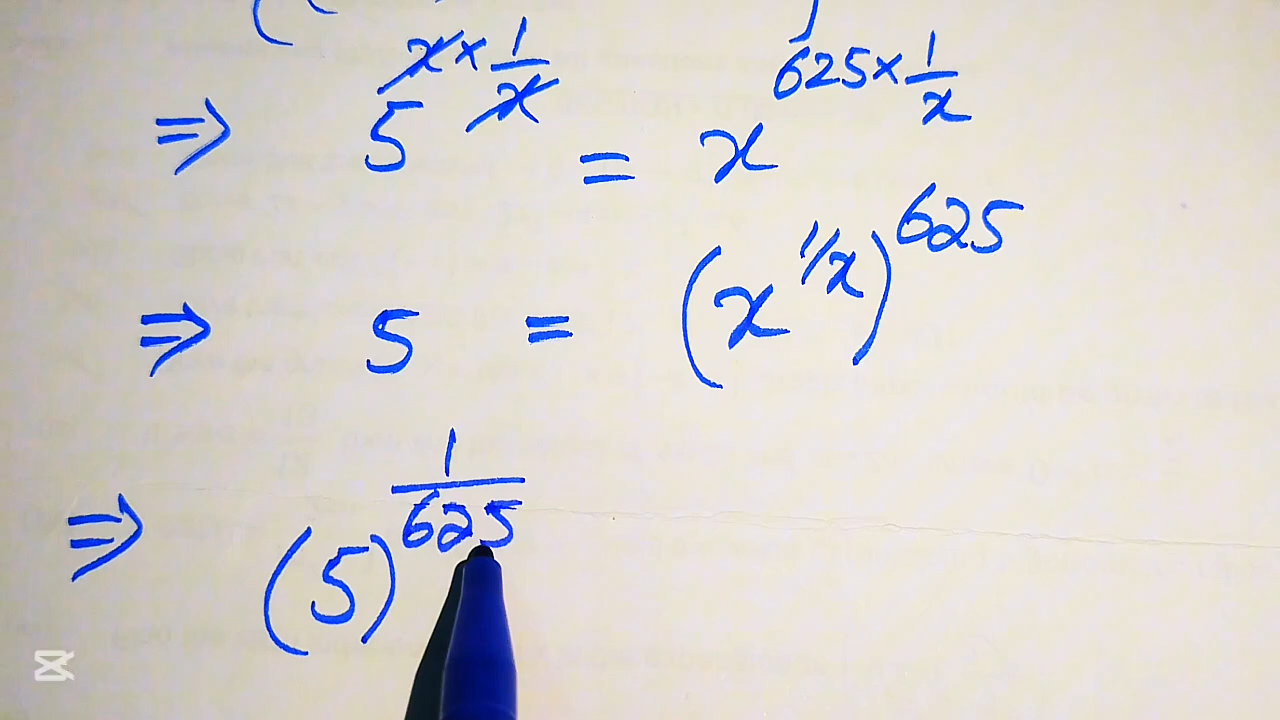 ⇒ 5^{x × 1/x} = x^{625 × 1/x}
⇒ 5 = (x^{1/x})^{625}
⇒ (5)^{1/625}